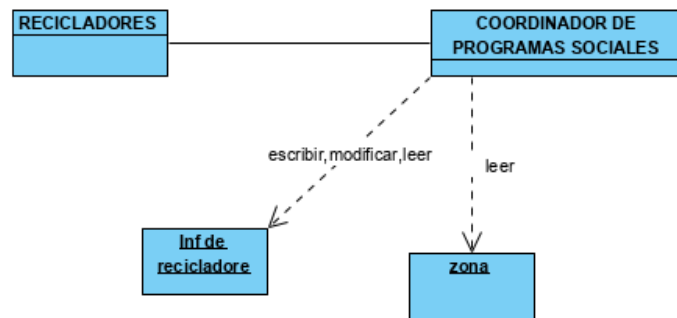 RECICLADORES
COORDINADOR DE
PROGRAMAS SOCIALES
escribir,modificar,leer
leer
Inf de
recicladore
zona